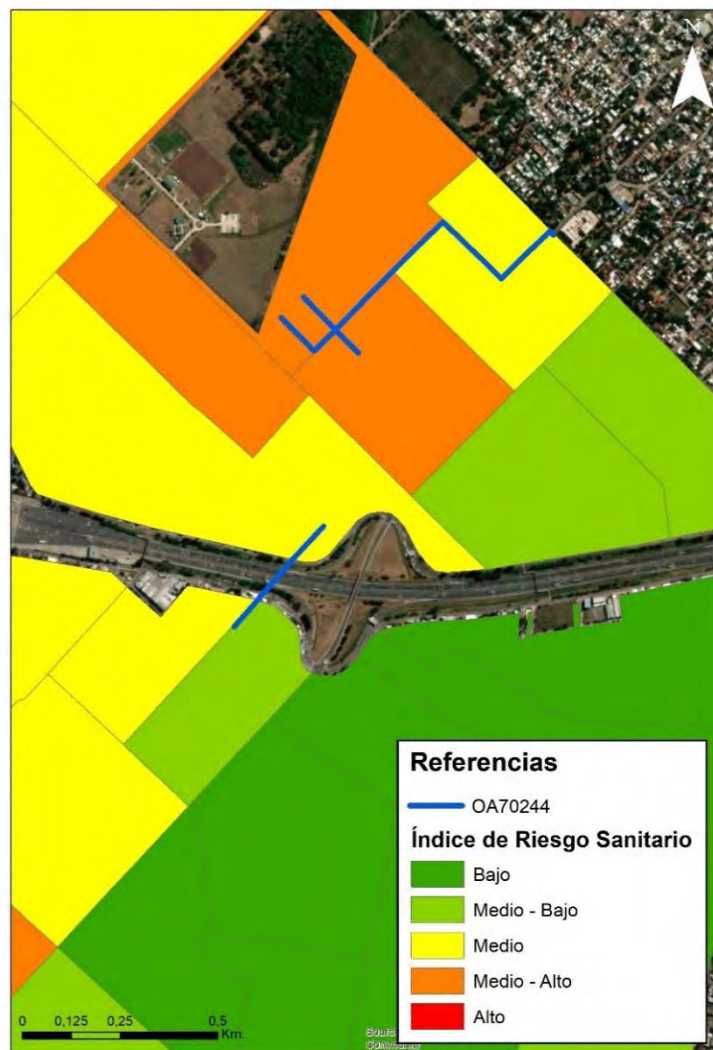 N
Referencias
OA70244
Índice de Riesgo Sanitario
Bajo
Medio - Bajo
Medio
Medio - Alto
Alto
0 0,125 0,25 0,5
Km